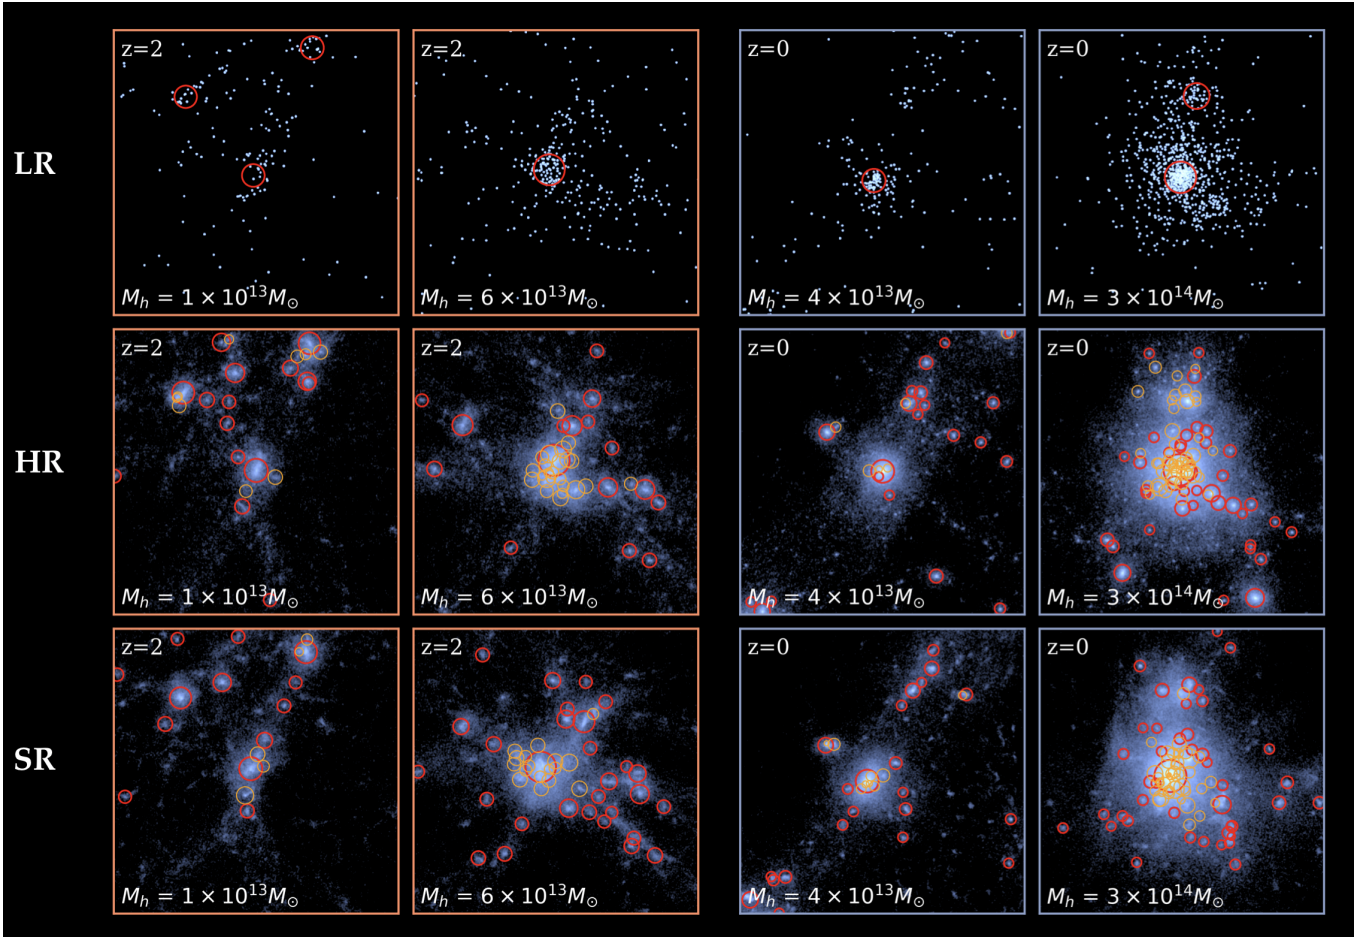 z=2 z=2 z=0 z=0
LR
M_h = 1 × 10^13 M_⊙ M_h = 6 × 10^13 M_⊙ M_h = 4 × 10^13 M_⊙ M_h = 3 × 10^14 M_⊙
z=2 z=2 z=0 z=0
HR
M_h = 1 × 10^13 M_⊙ M_h = 6 × 10^13 M_⊙ M_h = 4 × 10^13 M_⊙ M_h = 3 × 10^14 M_⊙
z=2 z=2 z=0 z=0
SR
M_h = 1 × 10^13 M_⊙ M_h = 6 × 10^13 M_⊙ M_h = 4 × 10^13 M_⊙ M_h = 3 × 10^14 M_⊙